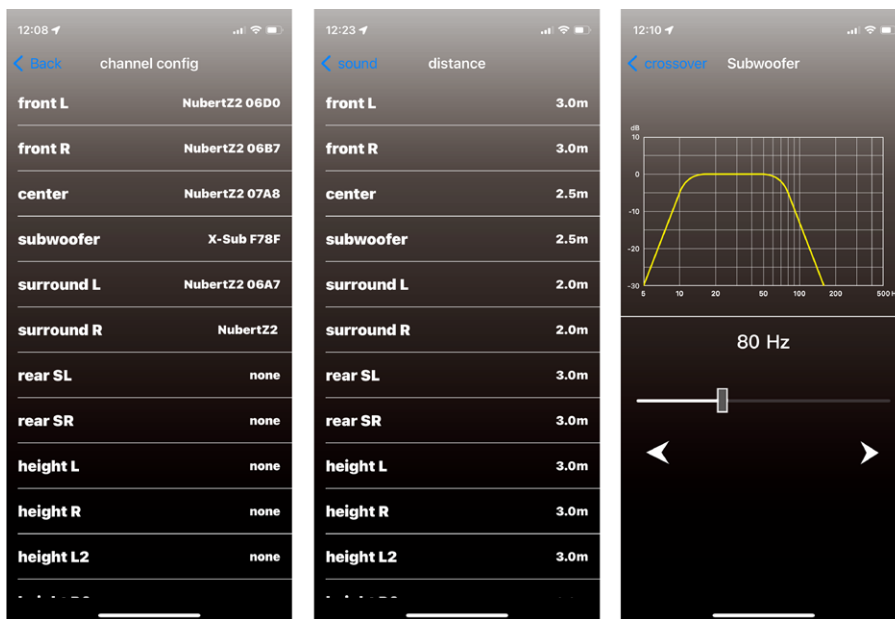 12:08
Back channel config
front L NubertZ2 06D0
front R NubertZ2 06B7
center NubertZ2 07A8
subwoofer X-Sub F78F
surround L NubertZ2 06A7
surround R NubertZ2
rear SL none
rear SR none
height L none
height R none
height L2 none
12:23
sound distance
front L 3.0m
front R 3.0m
center 2.5m
subwoofer 2.5m
surround L 2.0m
surround R 2.0m
rear SL 3.0m
rear SR 3.0m
height L 3.0m
height R 3.0m
height L2 3.0m
12:10
crossover Subwoofer
dB
10
0
-10
-20
-30
5 10 20 50 100 200 500
80 Hz